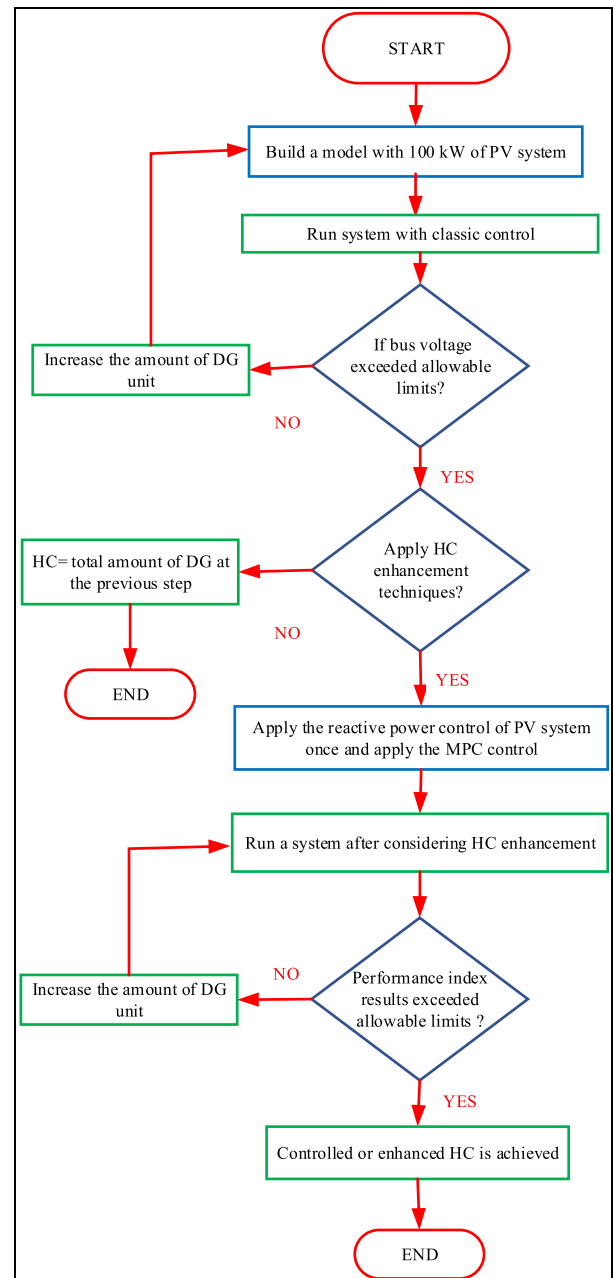 START
Build a model with 100 kW of PV system
Run system with classic control
If bus voltage
exceeded allowable
limits?
Increase the amount of DG
unit
NO
YES
Apply HC
enhancement
techniques?
HC= total amount of DG at
the previous step
NO
END
YES
Apply the reactive power control of PV system
once and apply the MPC control
Run a system after considering HC enhancement
Performance index
results exceeded
allowable limits ?
NO
Increase the amount of DG
unit
YES
Controlled or enhanced HC is achieved
END